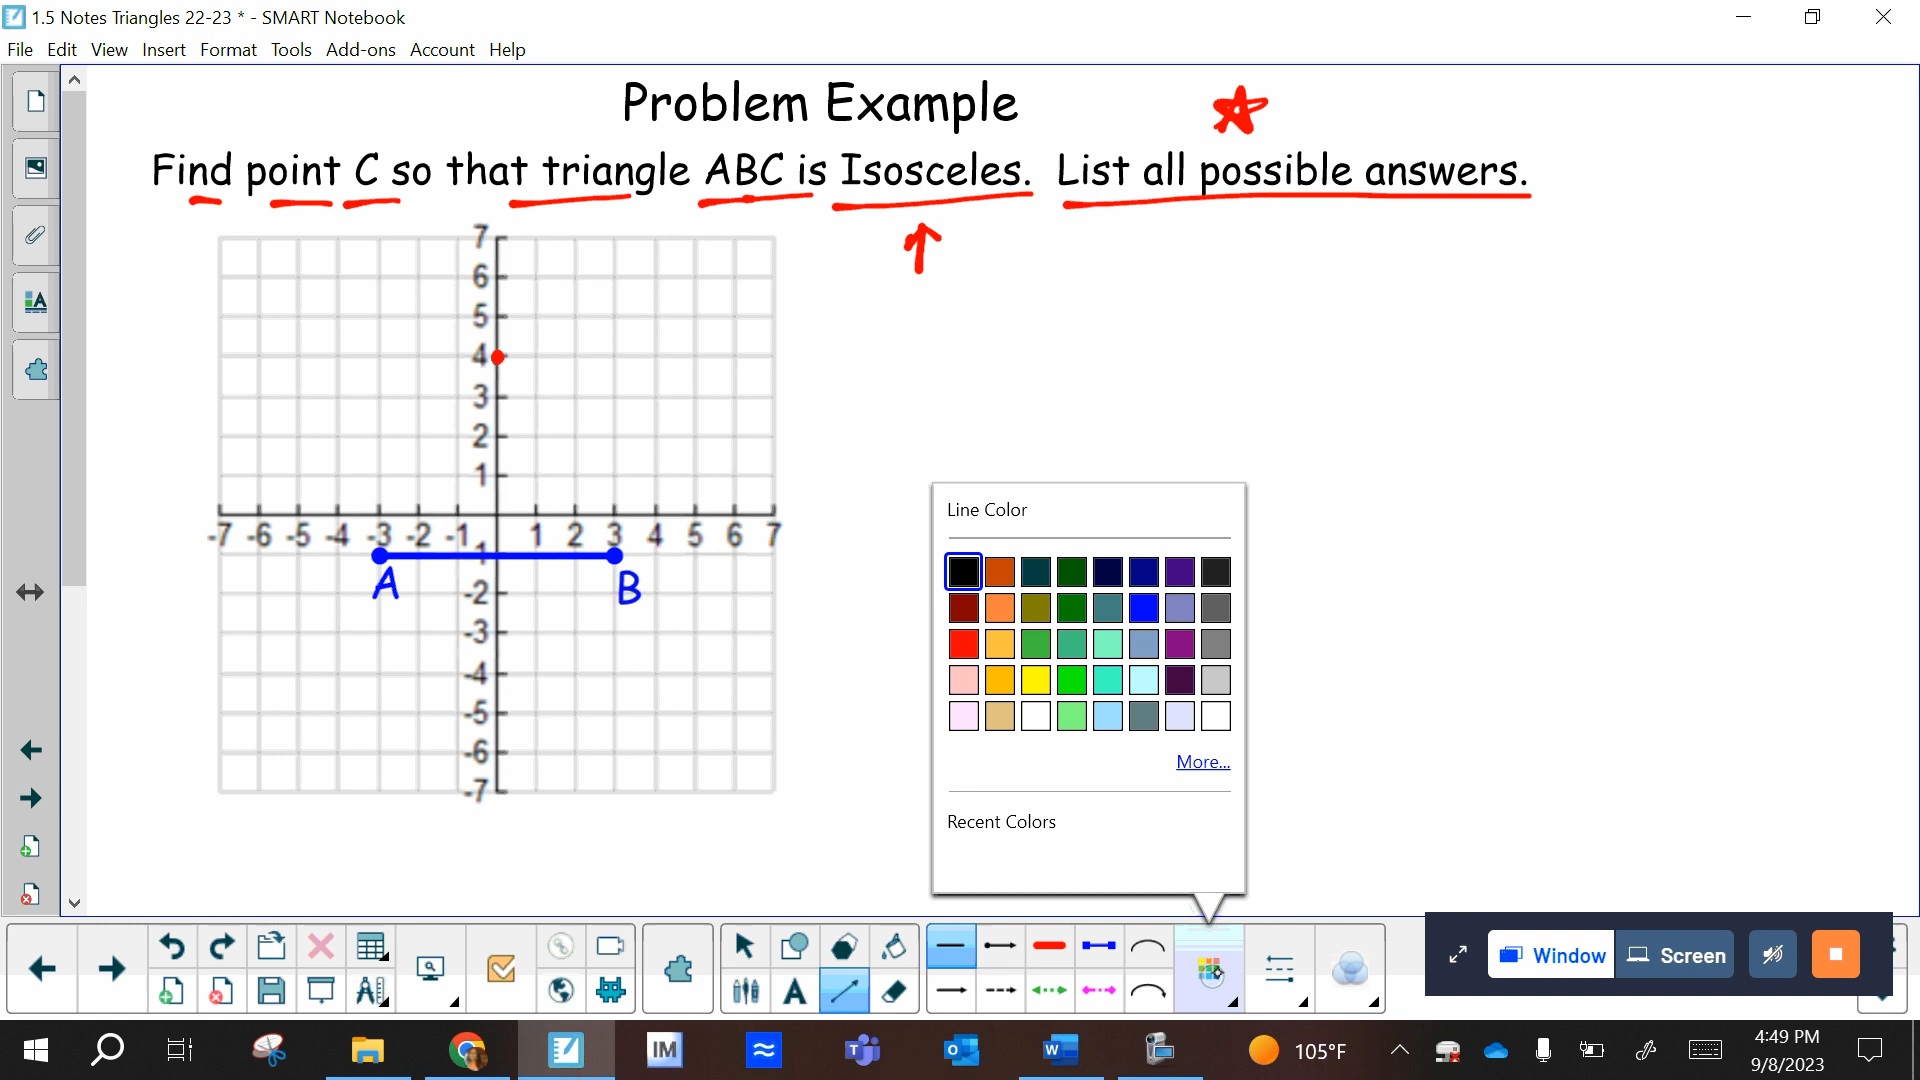 1.5 Notes Triangles 22-23 * - SMART Notebook
File Edit View Insert Format Tools Add-ons Account Help
Problem Example
Find point C so that triangle ABC is Isosceles. List all possible answers.
7
6
5
4
3
2
1
-7 -6 -5 -4 -3 -2 -1 1 2 3 4 5 6 7
A B
-2
-3
-4
-5
-6
-7
Line Color
More...
Recent Colors
Window Screen
IM
105°F
4:49 PM
9/8/2023